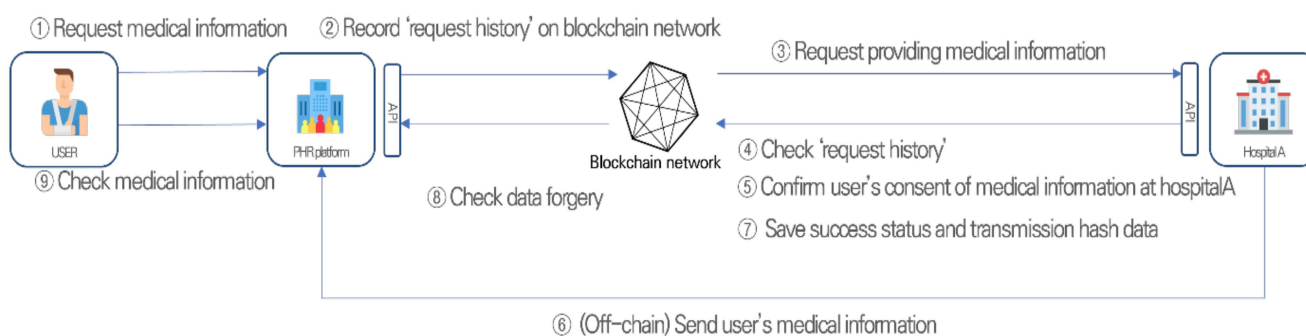 ① Request medical information
② Record ‘request history’ on blockchain network
③ Request providing medical information
API
API
USER
PHR platform
Blockchain network
Hospital A
④ Check ‘request history’
⑨ Check medical information
⑧ Check data forgery
⑤ Confirm user’s consent of medical information at hospitalA
⑦ Save success status and transmission hash data
⑥ (Off-chain) Send user’s medical information